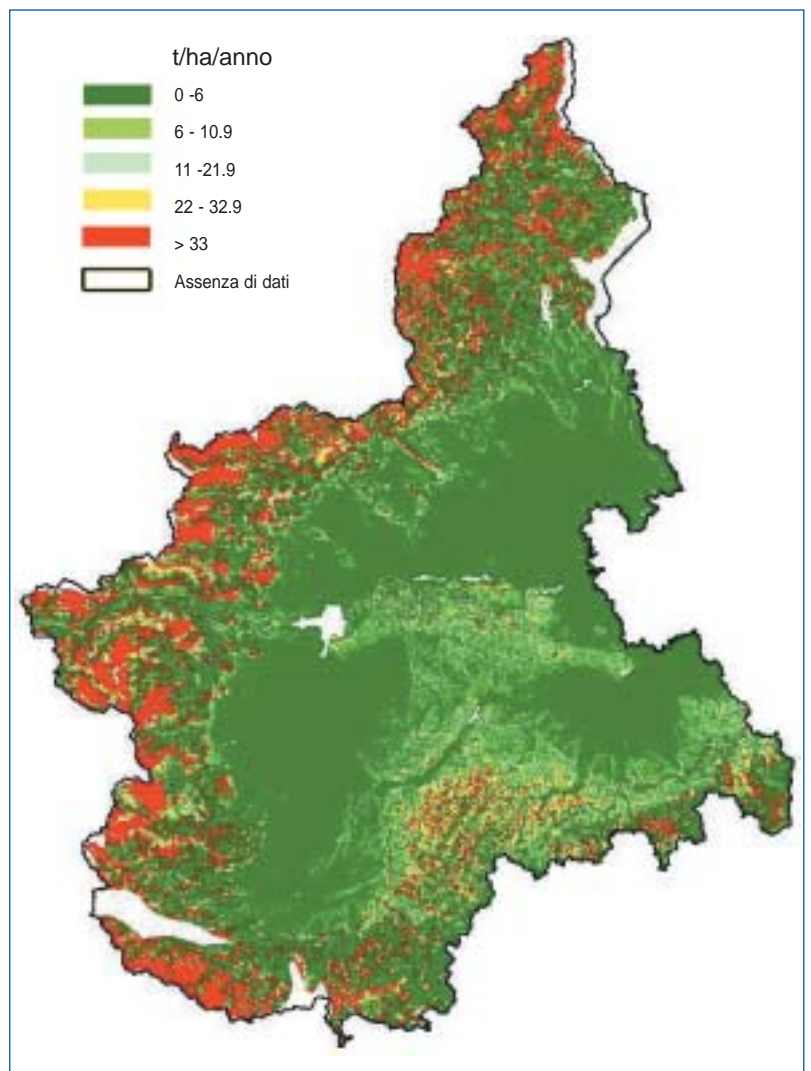 t/ha/anno
0 -6
6 - 10.9
11 -21.9
22 - 32.9
> 33
Assenza di dati